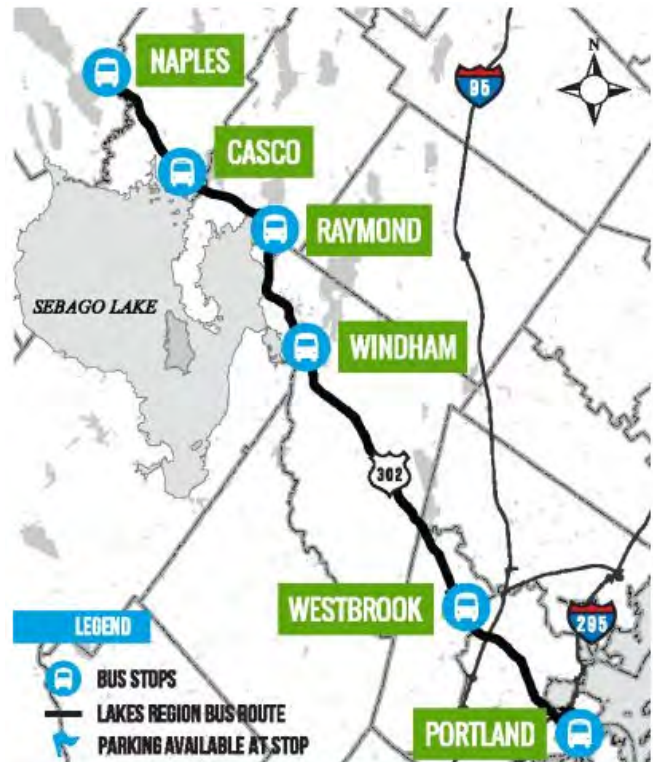 NAPLES
N
95
CASCO
RAYMOND
SEBAGO LAKE
WINDHAM
302
WESTBROOK
LEGEND
295
BUS STOPS
LAKES REGION BUS ROUTE
PORTLAND
PARKING AVAILABLE AT STOP